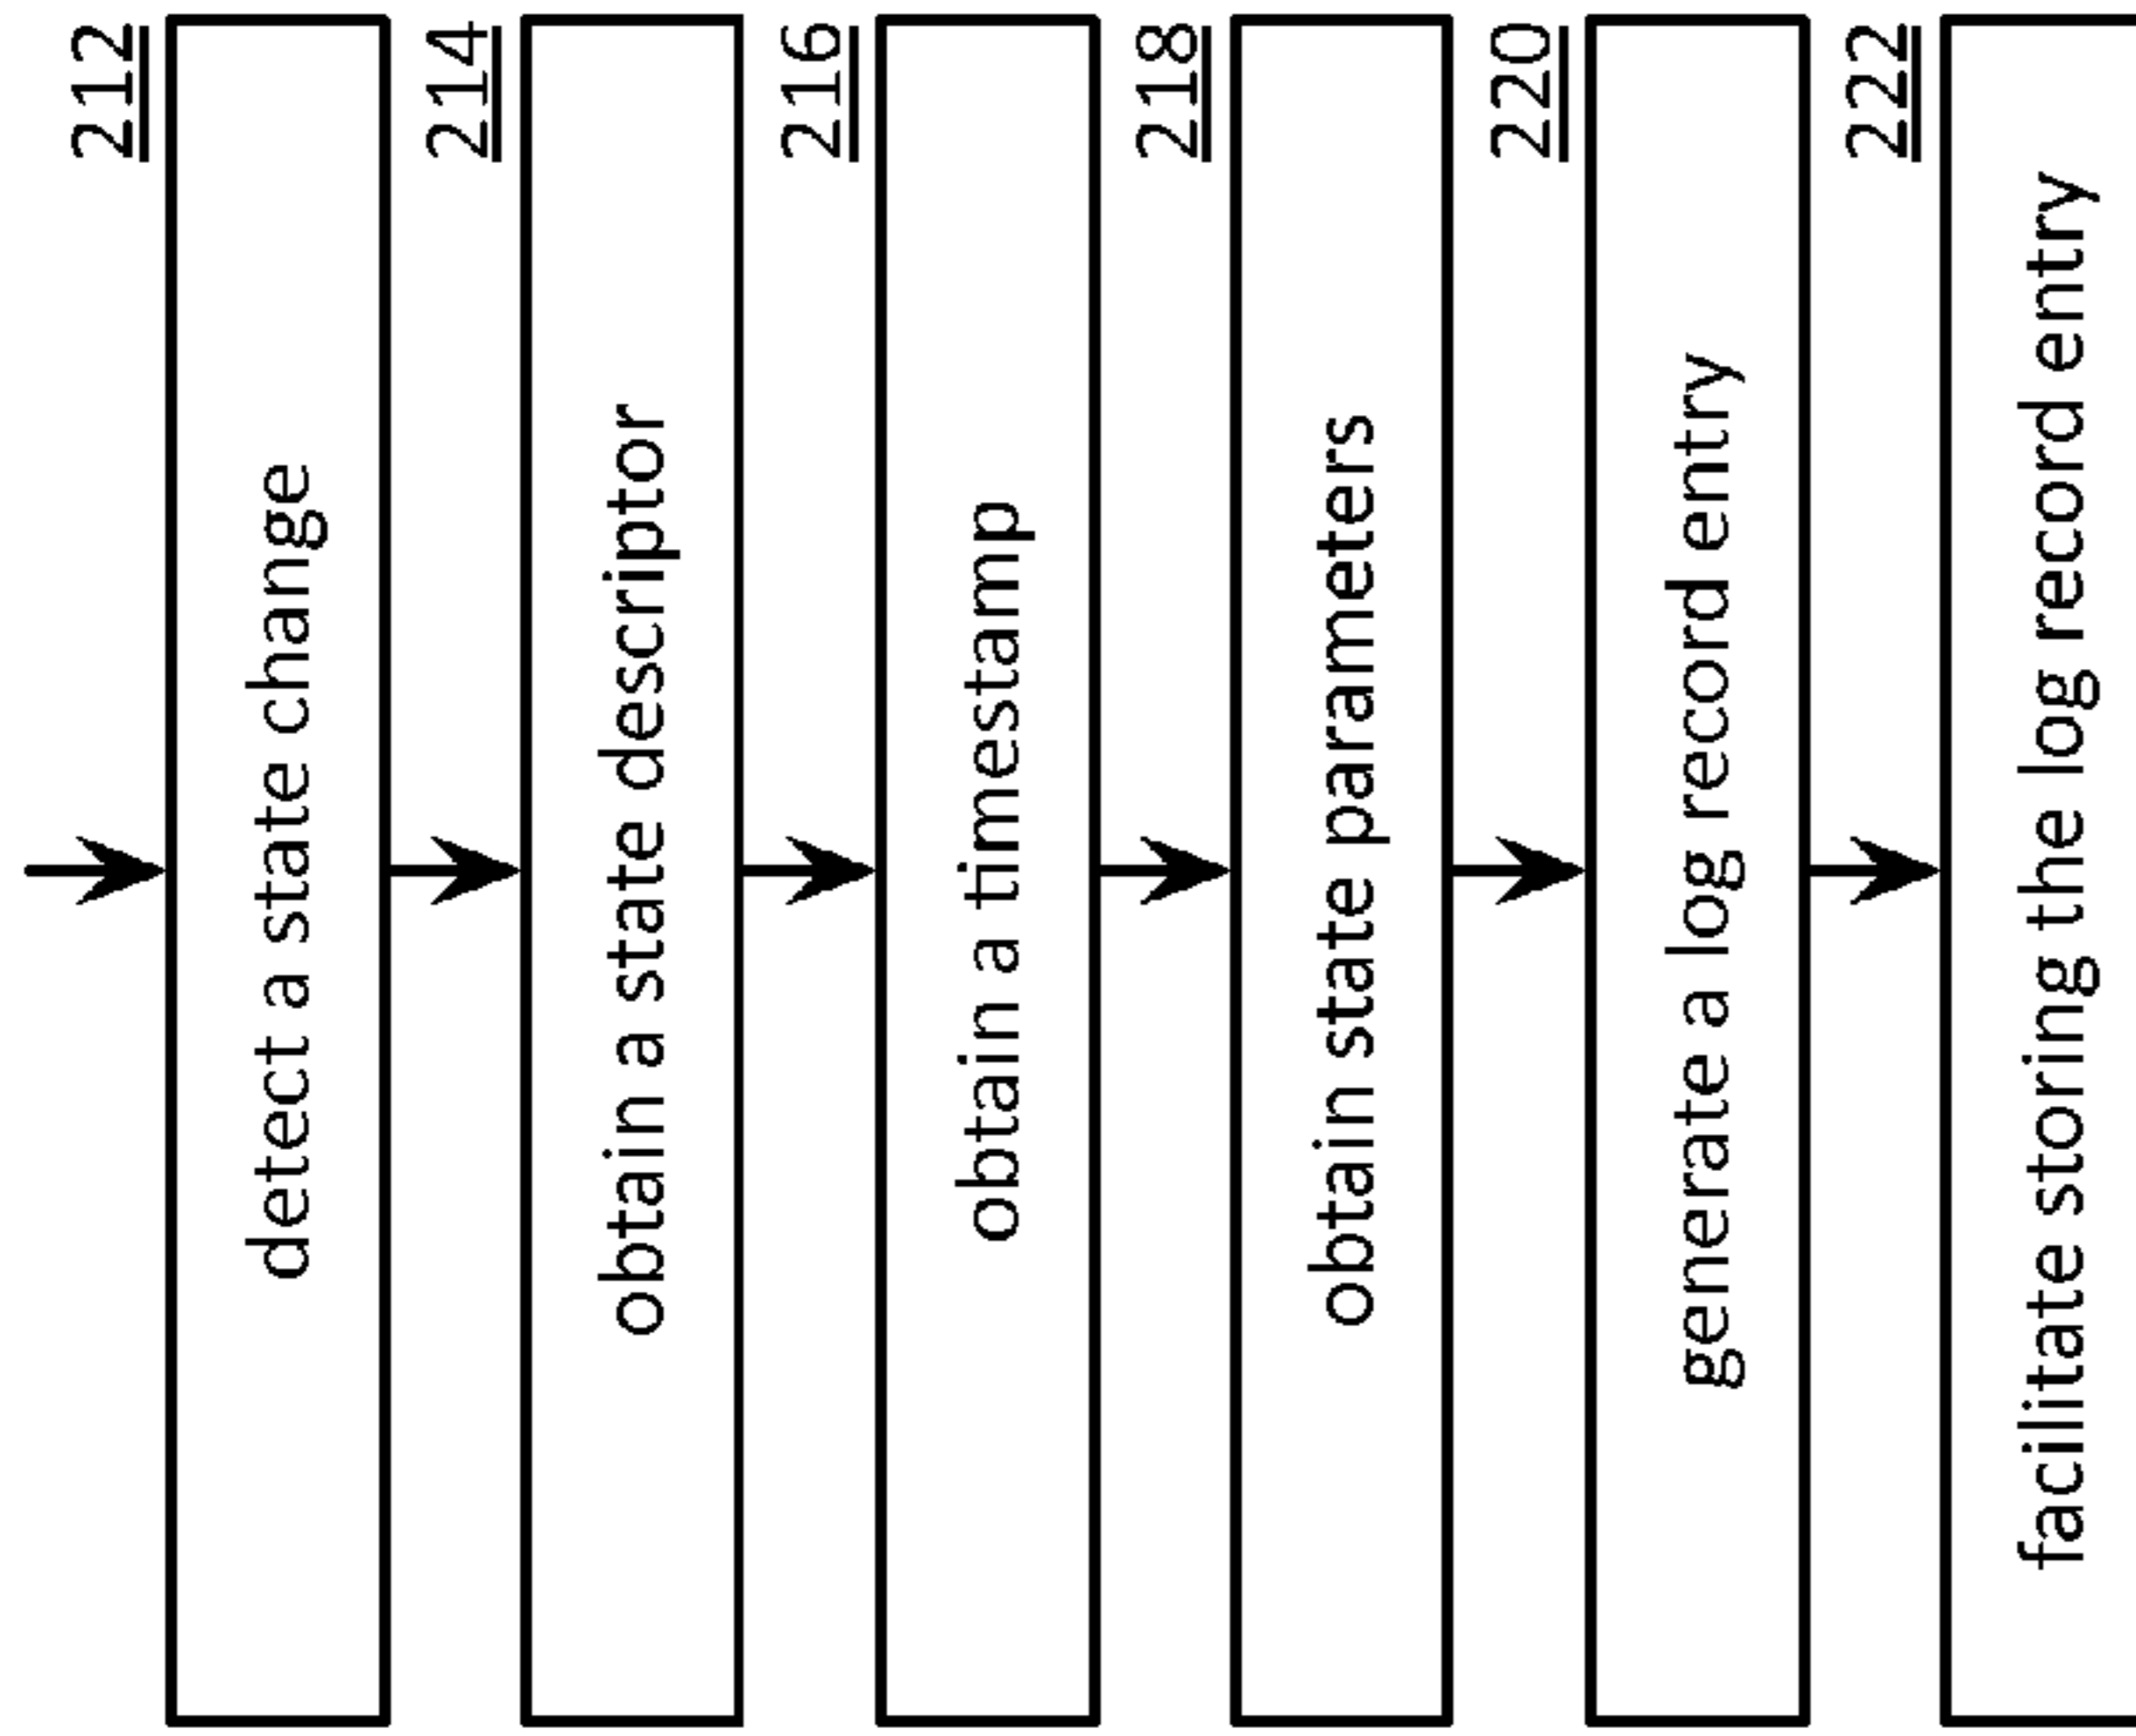 212
detect a state change
214
obtain a state descriptor
216
obtain a timestamp
218
obtain state parameters
220
generate a log record entry
222
facilitate storing the log record entry